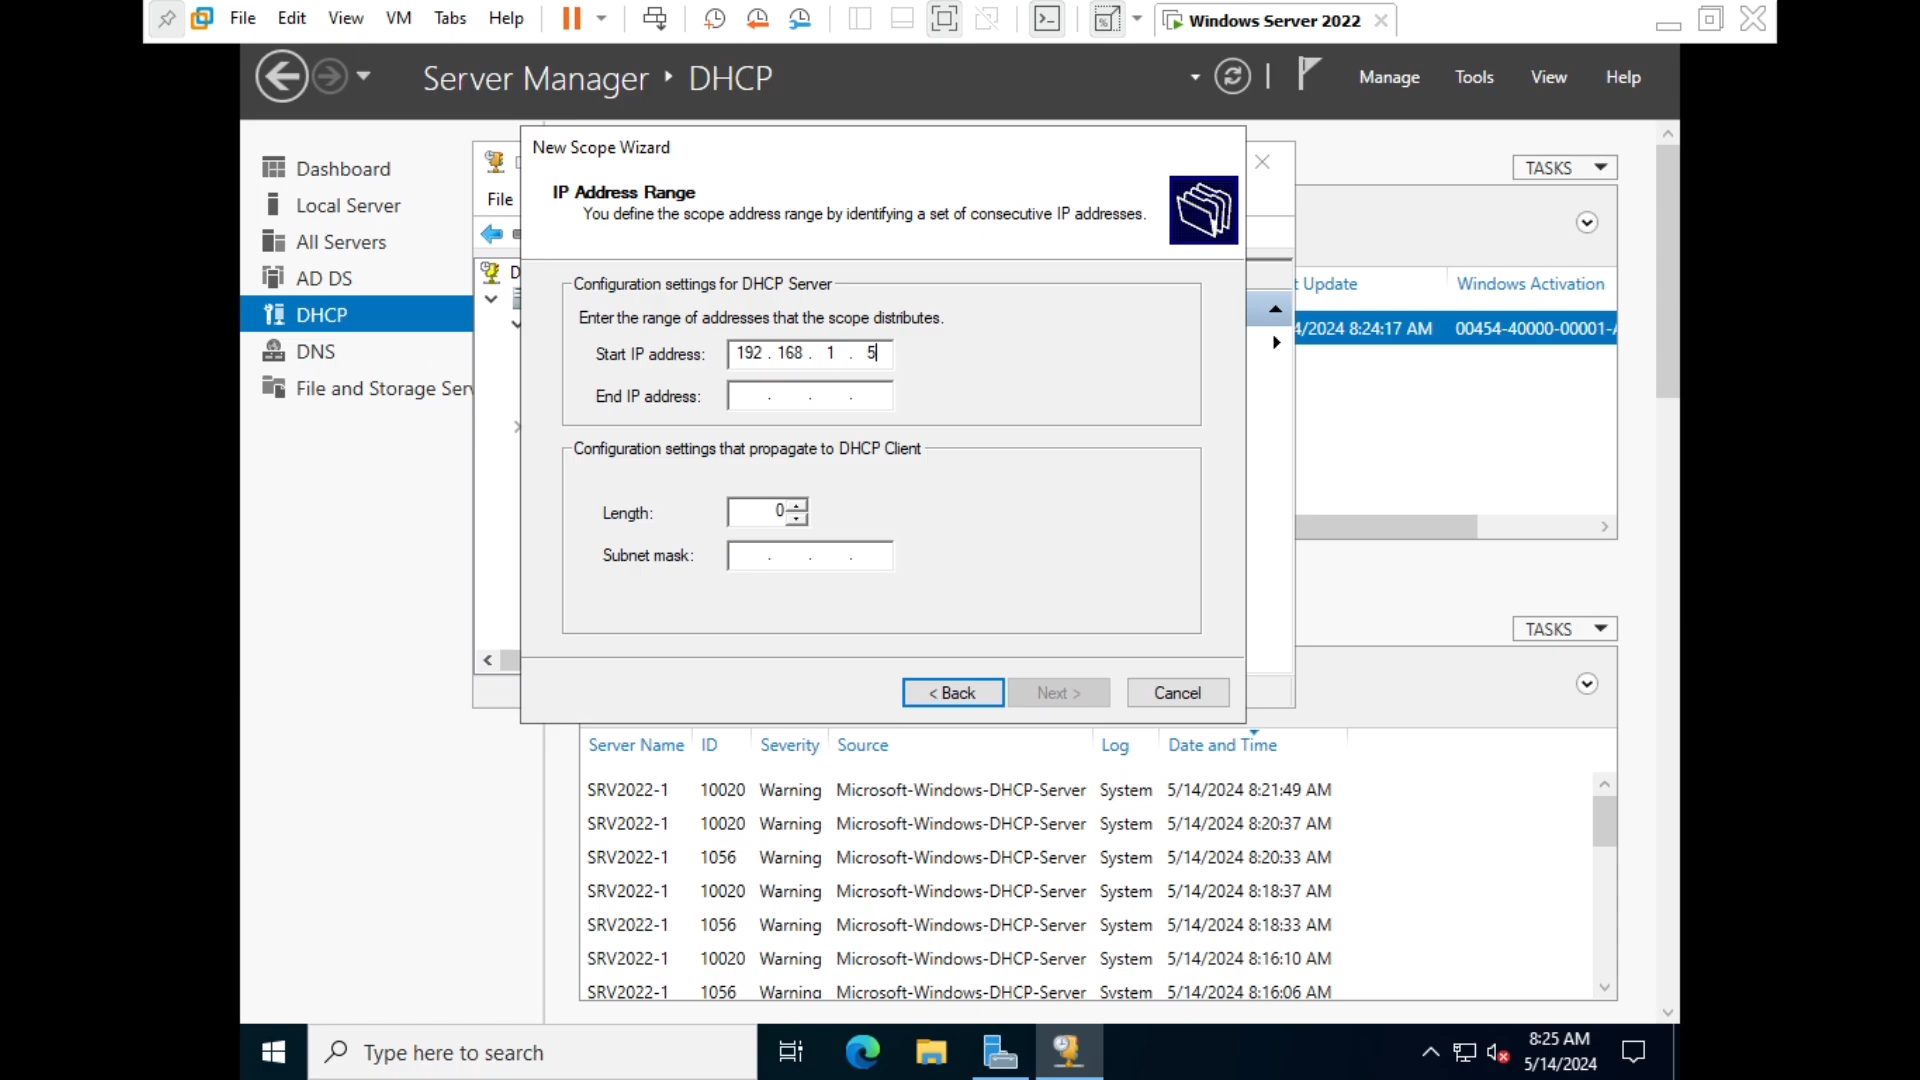 File Edit View VM Tabs Help
Windows Server 2022
Server Manager DHCP
Manage Tools View Help
Dashboard
Local Server
All Servers
AD DS
DHCP
DNS
File and Storage Serv
File
New Scope Wizard
IP Address Range
You define the scope address range by identifying a set of consecutive IP addresses.
Configuration settings for DHCP Server
Enter the range of addresses that the scope distributes.
Start IP address: 192 . 168 . 1 . 5
End IP address: . . .
Configuration settings that propagate to DHCP Client
Length: 0
Subnet mask: . . .
< Back Next > Cancel
TASKS
t Update Windows Activation
4/2024 8:24:17 AM 00454-40000-00001-A
TASKS
Server Name ID Severity Source Log Date and Time
SRV2022-1 10020 Warning Microsoft-Windows-DHCP-Server System 5/14/2024 8:21:49 AM
SRV2022-1 10020 Warning Microsoft-Windows-DHCP-Server System 5/14/2024 8:20:37 AM
SRV2022-1 1056 Warning Microsoft-Windows-DHCP-Server System 5/14/2024 8:20:33 AM
SRV2022-1 10020 Warning Microsoft-Windows-DHCP-Server System 5/14/2024 8:18:37 AM
SRV2022-1 1056 Warning Microsoft-Windows-DHCP-Server System 5/14/2024 8:18:33 AM
SRV2022-1 10020 Warning Microsoft-Windows-DHCP-Server System 5/14/2024 8:16:10 AM
SRV2022-1 1056 Warning Microsoft-Windows-DHCP-Server System 5/14/2024 8:16:06 AM
Type here to search
8:25 AM
5/14/2024